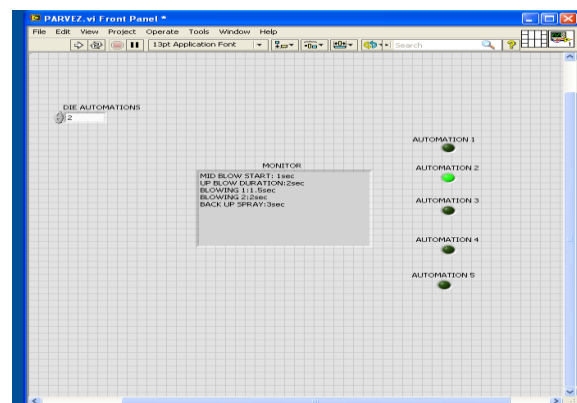 PARVEZ.vi Front Panel *
File Edit View Project Operate Tools Window Help
13pt Application Font
Search
DIE AUTOMATIONS
2
MONITOR
MID BLOW START: 1sec
UP BLOW DURATION:2sec
BLOWING 1:1.5sec
BLOWING 2:2sec
BACK UP SPRAY:3sec
AUTOMATION 1
AUTOMATION 2
AUTOMATION 3
AUTOMATION 4
AUTOMATION 5